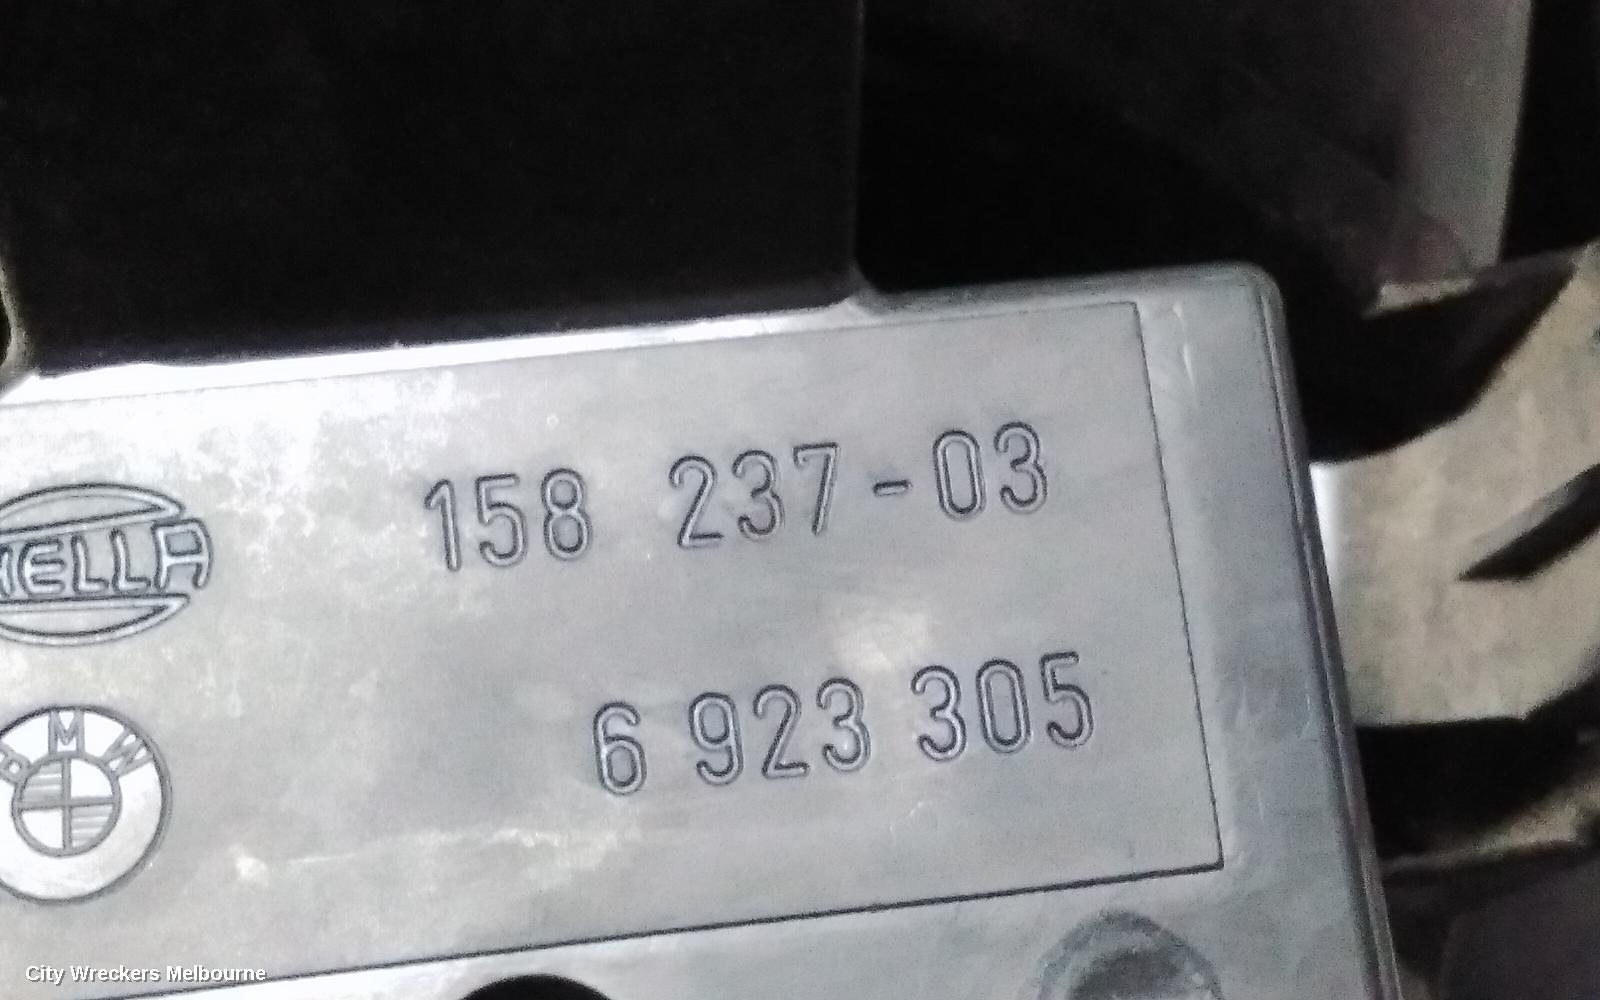 158 237-03
HELLA
6 923 305
BMW
City Wreckers Melbourne